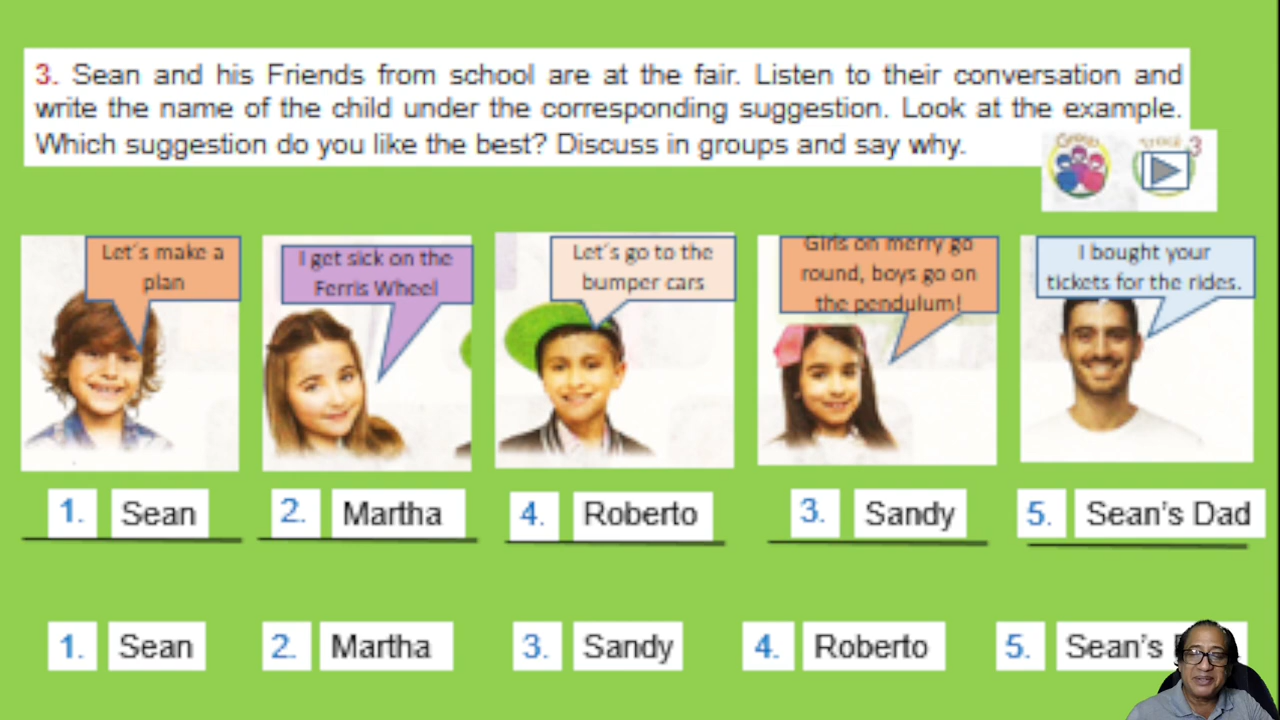 3. Sean and his Friends from school are at the fair. Listen to their conversation and
write the name of the child under the corresponding suggestion. Look at the example.
Which suggestion do you like the best? Discuss in groups and say why.
3
Let´s make a
plan
I get sick on the
Ferris Wheel
Let´s go to the
bumper cars
Girls on merry go
round, boys go on
the pendulum!
I bought your
tickets for the rides.
1. Sean
2. Martha
4. Roberto
3. Sandy
5. Sean's Dad
1. Sean
2. Martha
3. Sandy
4. Roberto
5. Sean's